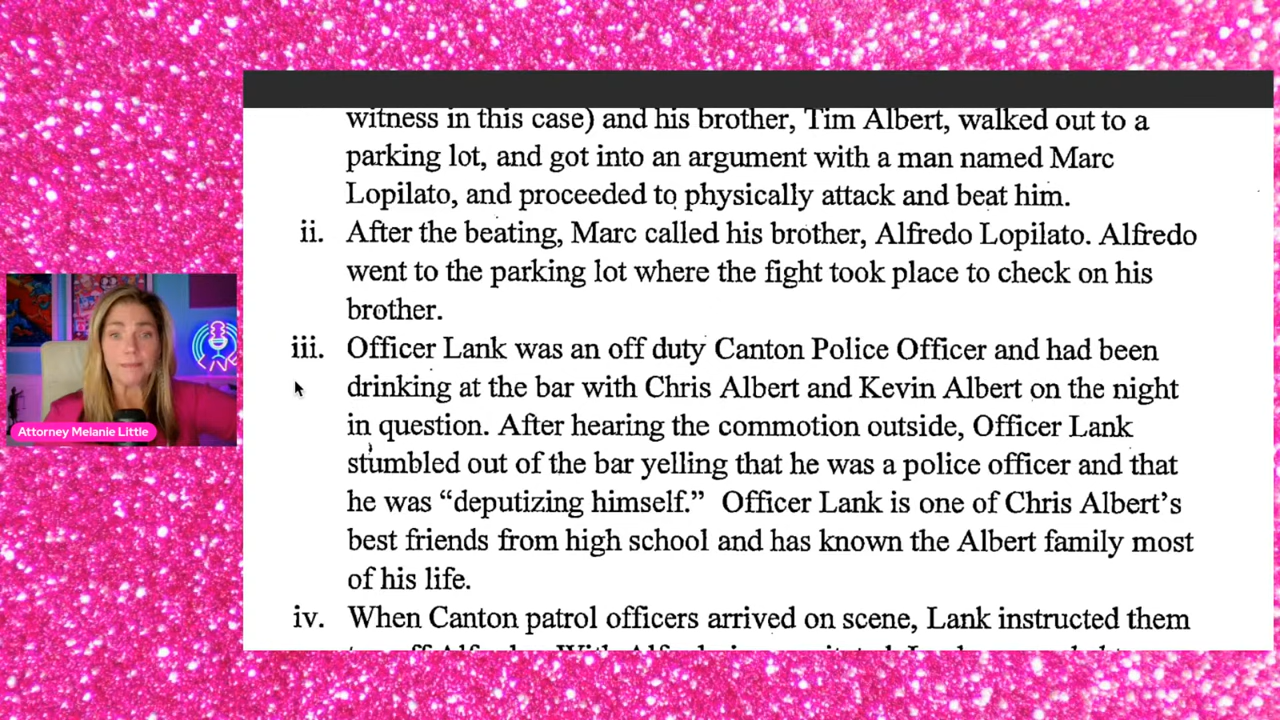 witness in this case) and his brother, Tim Albert, walked out to a
parking lot, and got into an argument with a man named Marc
Lopilato, and proceeded to physically attack and beat him.
ii. After the beating, Marc called his brother, Alfredo Lopilato. Alfredo
went to the parking lot where the fight took place to check on his
brother.
iii. Officer Lank was an off duty Canton Police Officer and had been
drinking at the bar with Chris Albert and Kevin Albert on the night
in question. After hearing the commotion outside, Officer Lank
stumbled out of the bar yelling that he was a police officer and that
he was “deputizing himself.” Officer Lank is one of Chris Albert’s
best friends from high school and has known the Albert family most
of his life.
iv. When Canton patrol officers arrived on scene, Lank instructed them
Attorney Melanie Little